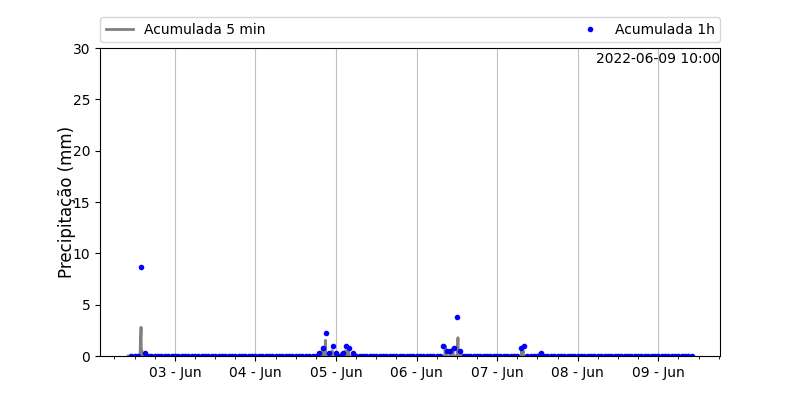 Acumulada 5 min
Acumulada 1h
2022-06-09 10:00
Precipitação (mm)
30
25
20
15
10
5
0
03 - Jun
04 - Jun
05 - Jun
06 - Jun
07 - Jun
08 - Jun
09 - Jun